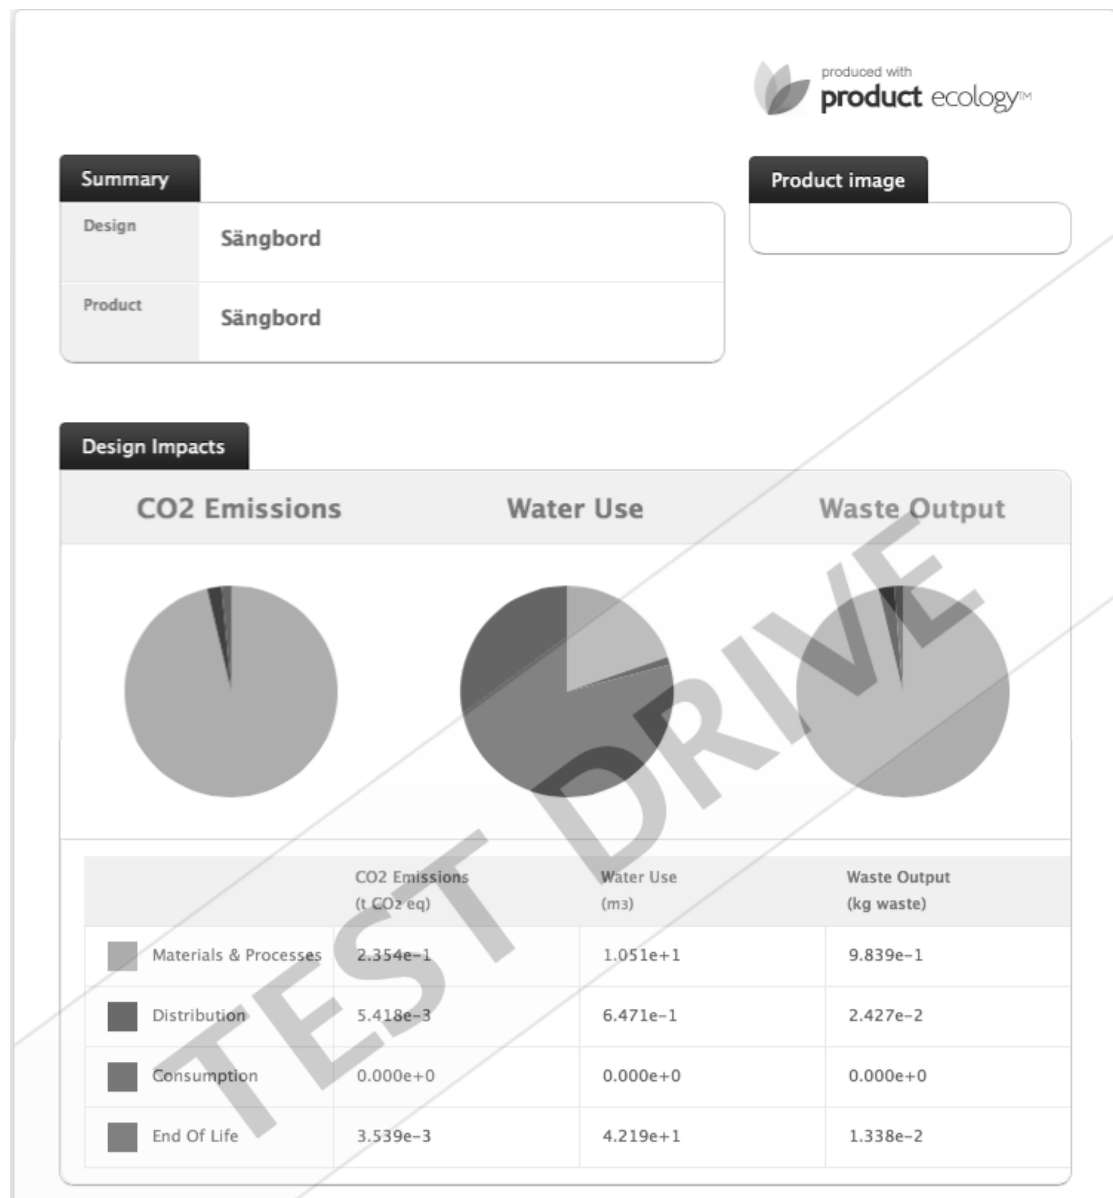 produced with
product ecology™
Summary
Product image
Design
Sängbord
Product
Sängbord
Design Impacts
CO2 Emissions
Water Use
Waste Output
CO2 Emissions
(t CO₂ eq)
Water Use
(m3)
Waste Output
(kg waste)
Materials & Processes 2.354e-1 1.051e+1 9.839e-1
Distribution 5.418e-3 6.471e-1 2.427e-2
Consumption 0.000e+0 0.000e+0 0.000e+0
End Of Life 3.539e-3 4.219e+1 1.338e-2
TEST DRIVE